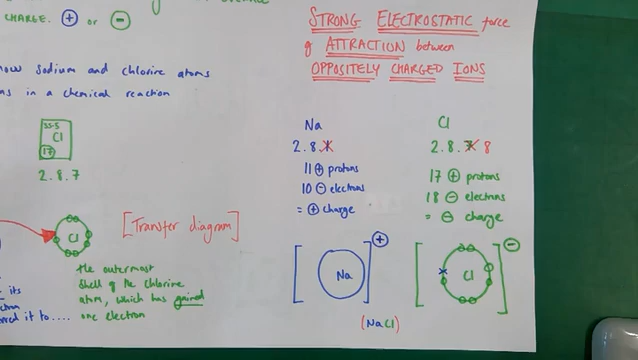 CHARGE. + or -
STRONG ELECTROSTATIC force
of ATTRACTION between
OPPOSITELY CHARGED IONS
how sodium and chlorine atoms
in a chemical reaction
35.5
Cl
17
2.8.7
Cl
[Transfer diagram]
the outermost
shell of the chlorine
atom, which has gained
one electron
its
it to....
Na
2.8.1
11 + protons
10 - electrons
= + charge
[Na]+
Cl
2.8.7 8
17 + protons
18 - electrons
= - charge
[Cl]-
(NaCl)